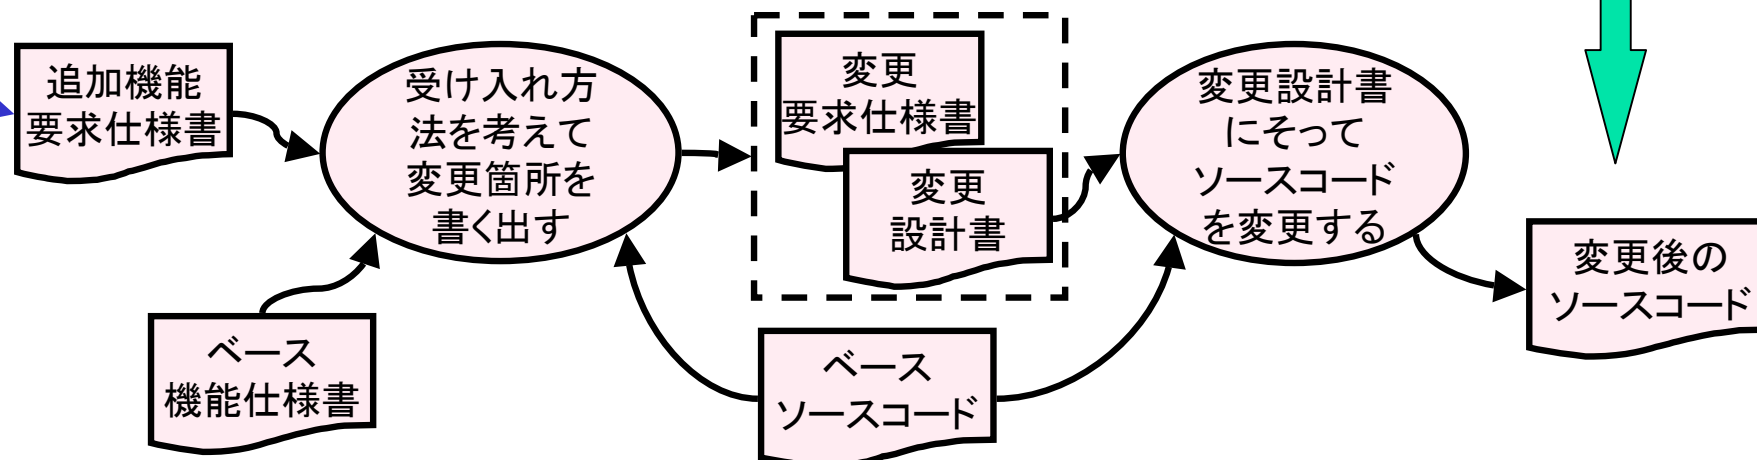 追加機能
要求仕様書
受け入れ方
法を考えて
変更箇所を
書く出す
変更
要求仕様書
変更
設計書
変更設計書
にそって
ソースコード
を変更する
変更後の
ソースコード
ベース
機能仕様書
ベース
ソースコード